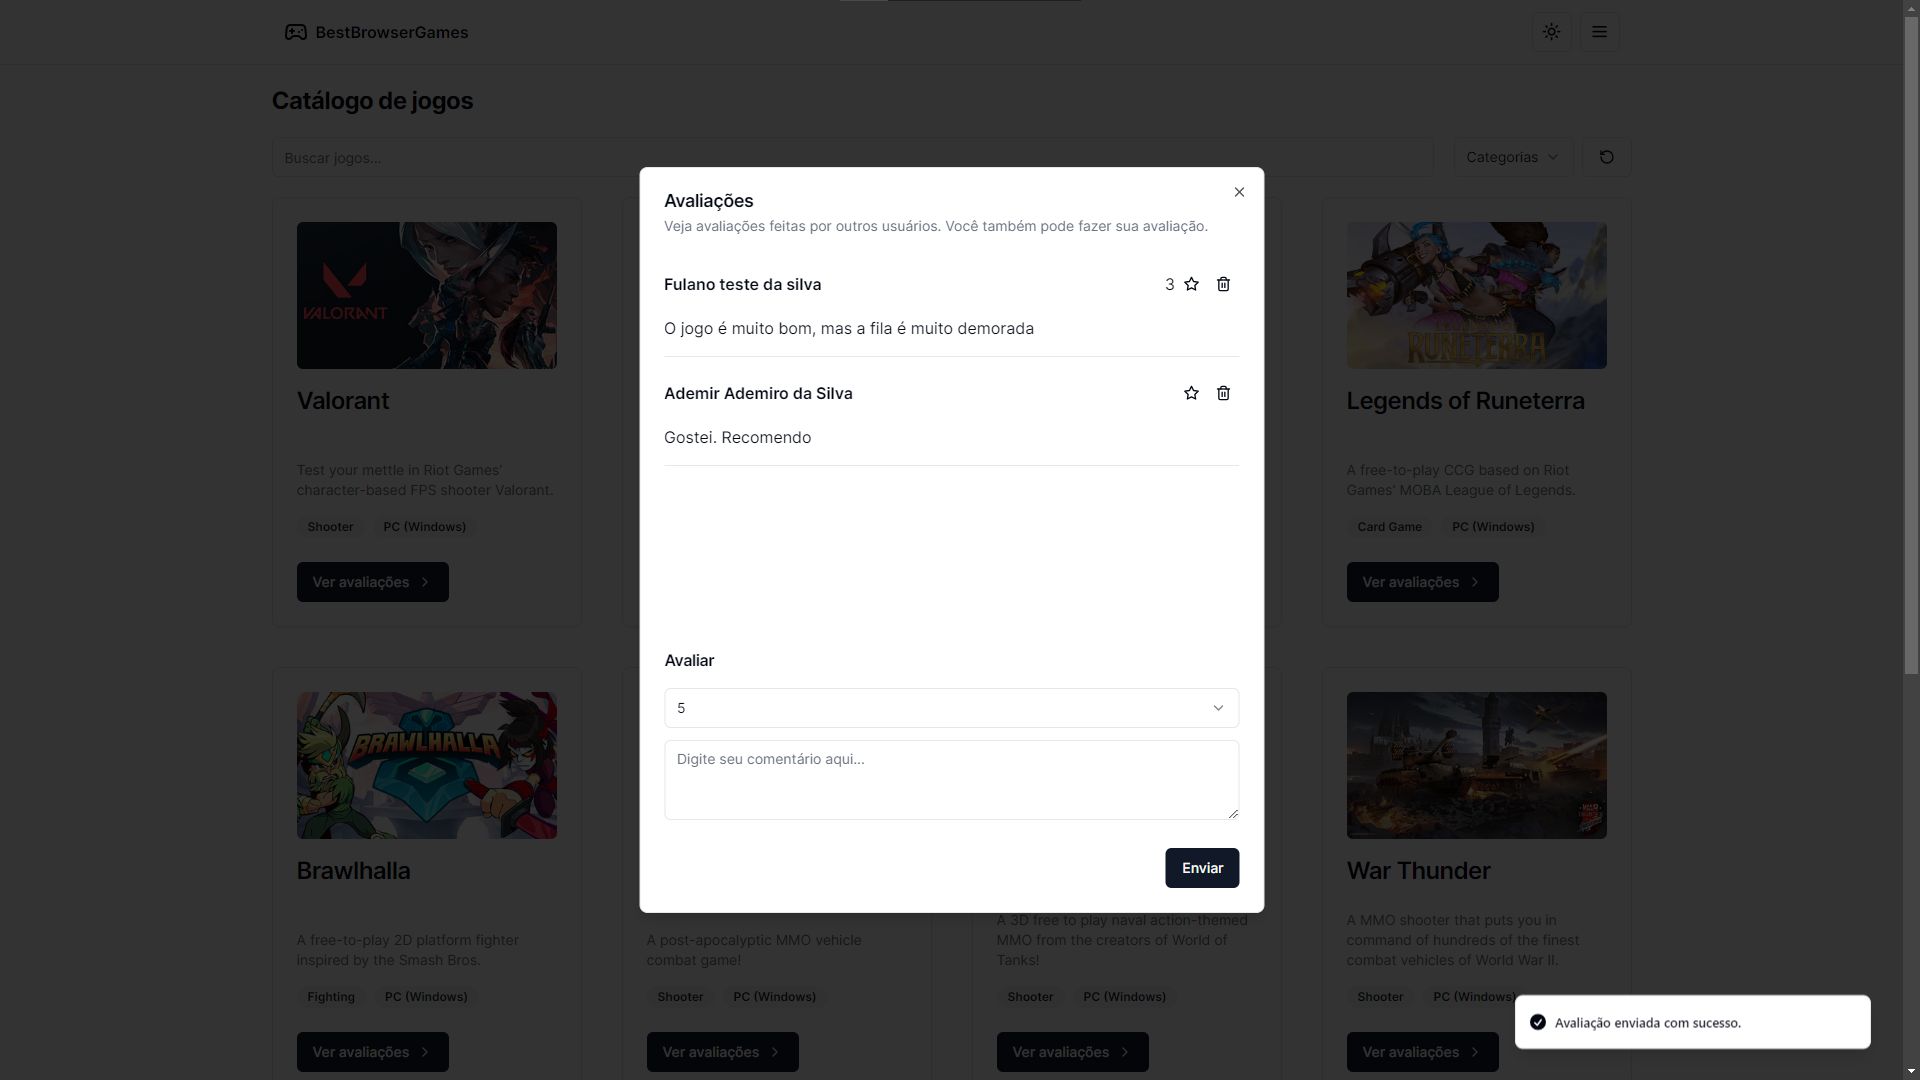 BestBrowserGames
Catálogo de jogos
Buscar jogos...
Categorias
Avaliações
Veja avaliações feitas por outros usuários. Você também pode fazer sua avaliação.
Fulano teste da silva
3
O jogo é muito bom, mas a fila é muito demorada
Ademir Ademiro da Silva
Gostei. Recomendo
Avaliar
5
Digite seu comentário aqui...
Enviar
VALORANT
Valorant
Test your mettle in Riot Games'
character-based FPS shooter Valorant.
Shooter
PC (Windows)
Ver avaliações
RUNETERRA
Legends of Runeterra
A free-to-play CCG based on Riot
Games' MOBA League of Legends.
Card Game
PC (Windows)
Ver avaliações
BRAWLHALLA
Brawlhalla
A free-to-play 2D platform fighter
inspired by the Smash Bros.
Fighting
PC (Windows)
Ver avaliações
A post-apocalyptic MMO vehicle
combat game!
Shooter
PC (Windows)
Ver avaliações
A 3D free to play naval action-themed
MMO from the creators of World of
Tanks!
Shooter
PC (Windows)
Ver avaliações
War Thunder
A MMO shooter that puts you in
command of hundreds of the finest
combat vehicles of World War II.
Shooter
PC (Windows)
Ver avaliações
Avaliação enviada com sucesso.